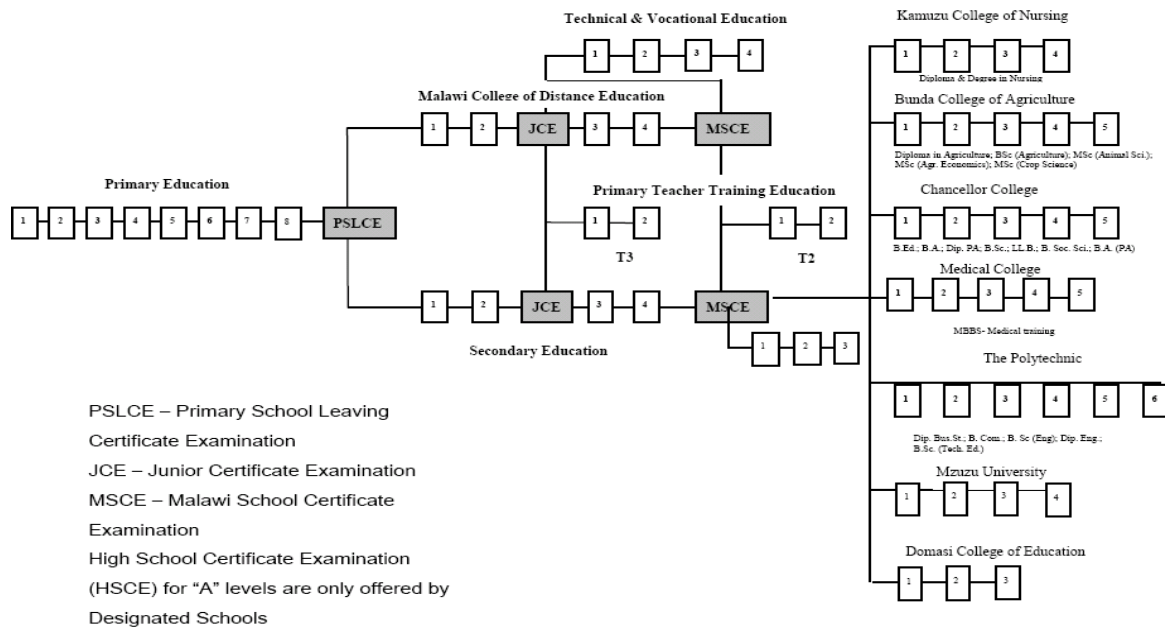 Technical & Vocational Education
1 2 3 4
Malawi College of Distance Education
1 2 JCE 3 4 MSCE
Primary Education
1 2 3 4 5 6 7 8 PSLCE
Primary Teacher Training Education
1 2
T3
1 2
T2
1 2 JCE 3 4 MSCE
Secondary Education
1 2 3
Kamuzu College of Nursing
1 2 3 4
Diploma & Degree in Nursing
Bunda College of Agriculture
1 2 3 4 5
Diploma in Agriculture; BSc (Agriculture); MSc (Animal Sci.);
MSc (Agr. Economics); MSc (Crop Science)
Chancellor College
1 2 3 4 5
B.Ed.; B.A.; Dip. PA; B.Sc.; LL.B.; B. Soc. Sci.; B.A. (PA)
Medical College
1 2 3 4 5
MBBS- Medical training
The Polytechnic
1 2 3 4 5 6
Dip. Bus.St.; B. Com.; B. Sc (Eng); Dip. Eng.;
B.Sc. (Tech. Ed.)
Mzuzu University
1 2 3 4
Domasi College of Education
1 2 3
PSLCE – Primary School Leaving
Certificate Examination
JCE – Junior Certificate Examination
MSCE – Malawi School Certificate
Examination
High School Certificate Examination
(HSCE) for “A” levels are only offered by
Designated Schools